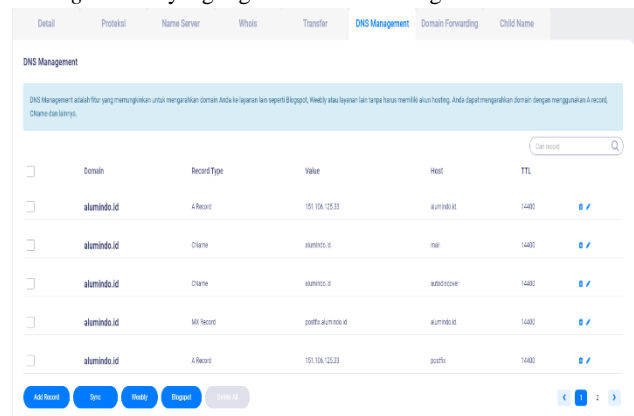 Detail Proteksi Name Server Whois Transfer DNS Management Domain Forwarding Child Name
DNS Management
DNS Management adalah fitur yang memungkinkan untuk mengarahkan domain Anda ke layanan lain seperti Blogspot, Weebly atau layanan lain tanpa harus memiliki akun hosting. Anda dapat mengarahkan domain dengan menggunakan A record,
CName dan lainnya.
Cari record
Domain Record Type Value Host TTL
alumindo.id A Record 151.106.125.33 alumindo.id. 14400
alumindo.id CName alumindo.id mail 14400
alumindo.id CName alumindo.id autodiscover 14400
alumindo.id MX Record postfix.alumindo.id alumindo.id. 14400
alumindo.id A Record 151.106.125.33 postfix 14400
Add Record Sync Weebly Blogspot Delete All 1 2